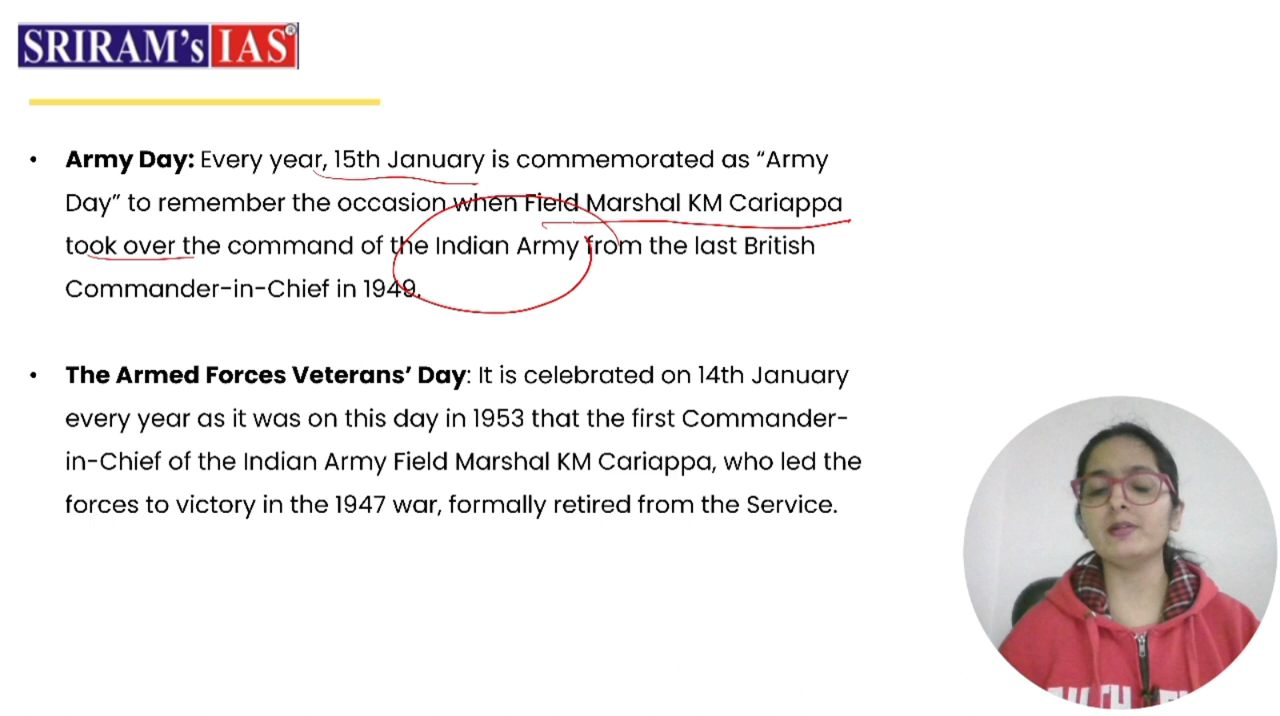 SRIRAM's IAS®
• Army Day: Every year, 15th January is commemorated as “Army
Day” to remember the occasion when Field Marshal KM Cariappa
took over the command of the Indian Army from the last British
Commander-in-Chief in 1949.
• The Armed Forces Veterans’ Day: It is celebrated on 14th January
every year as it was on this day in 1953 that the first Commander-
in-Chief of the Indian Army Field Marshal KM Cariappa, who led the
forces to victory in the 1947 war, formally retired from the Service.